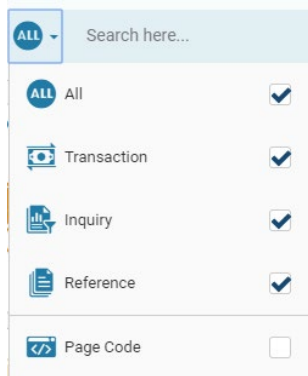 ALL Search here...
ALL All
Transaction
Inquiry
Reference
</> Page Code